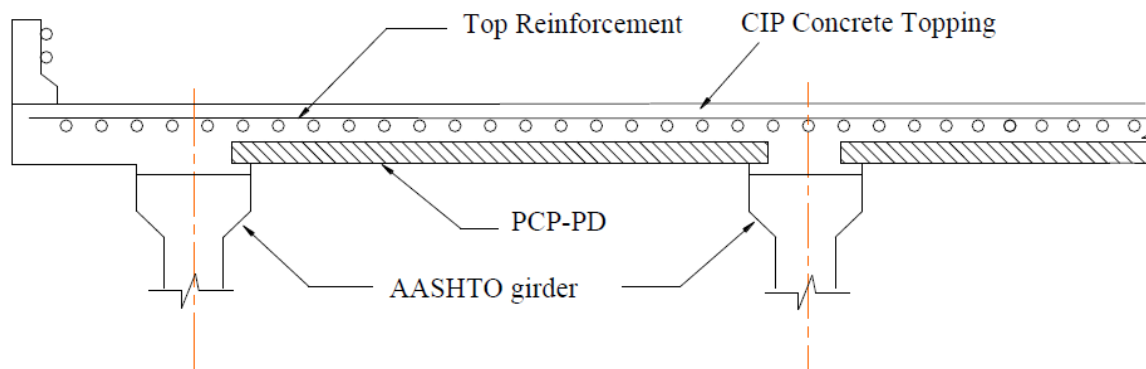 Top Reinforcement
CIP Concrete Topping
PCP-PD
AASHTO girder